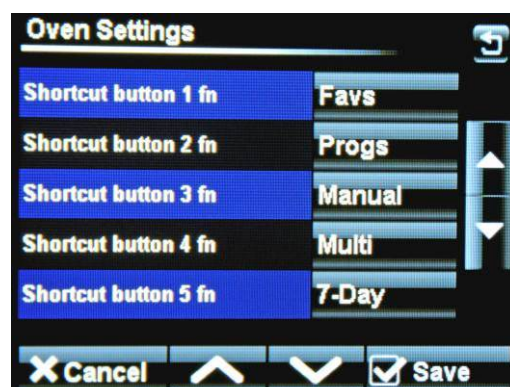 Oven Settings
Shortcut button 1 fn Favs
Shortcut button 2 fn Progs
Shortcut button 3 fn Manual
Shortcut button 4 fn Multi
Shortcut button 5 fn 7-Day
Cancel Save